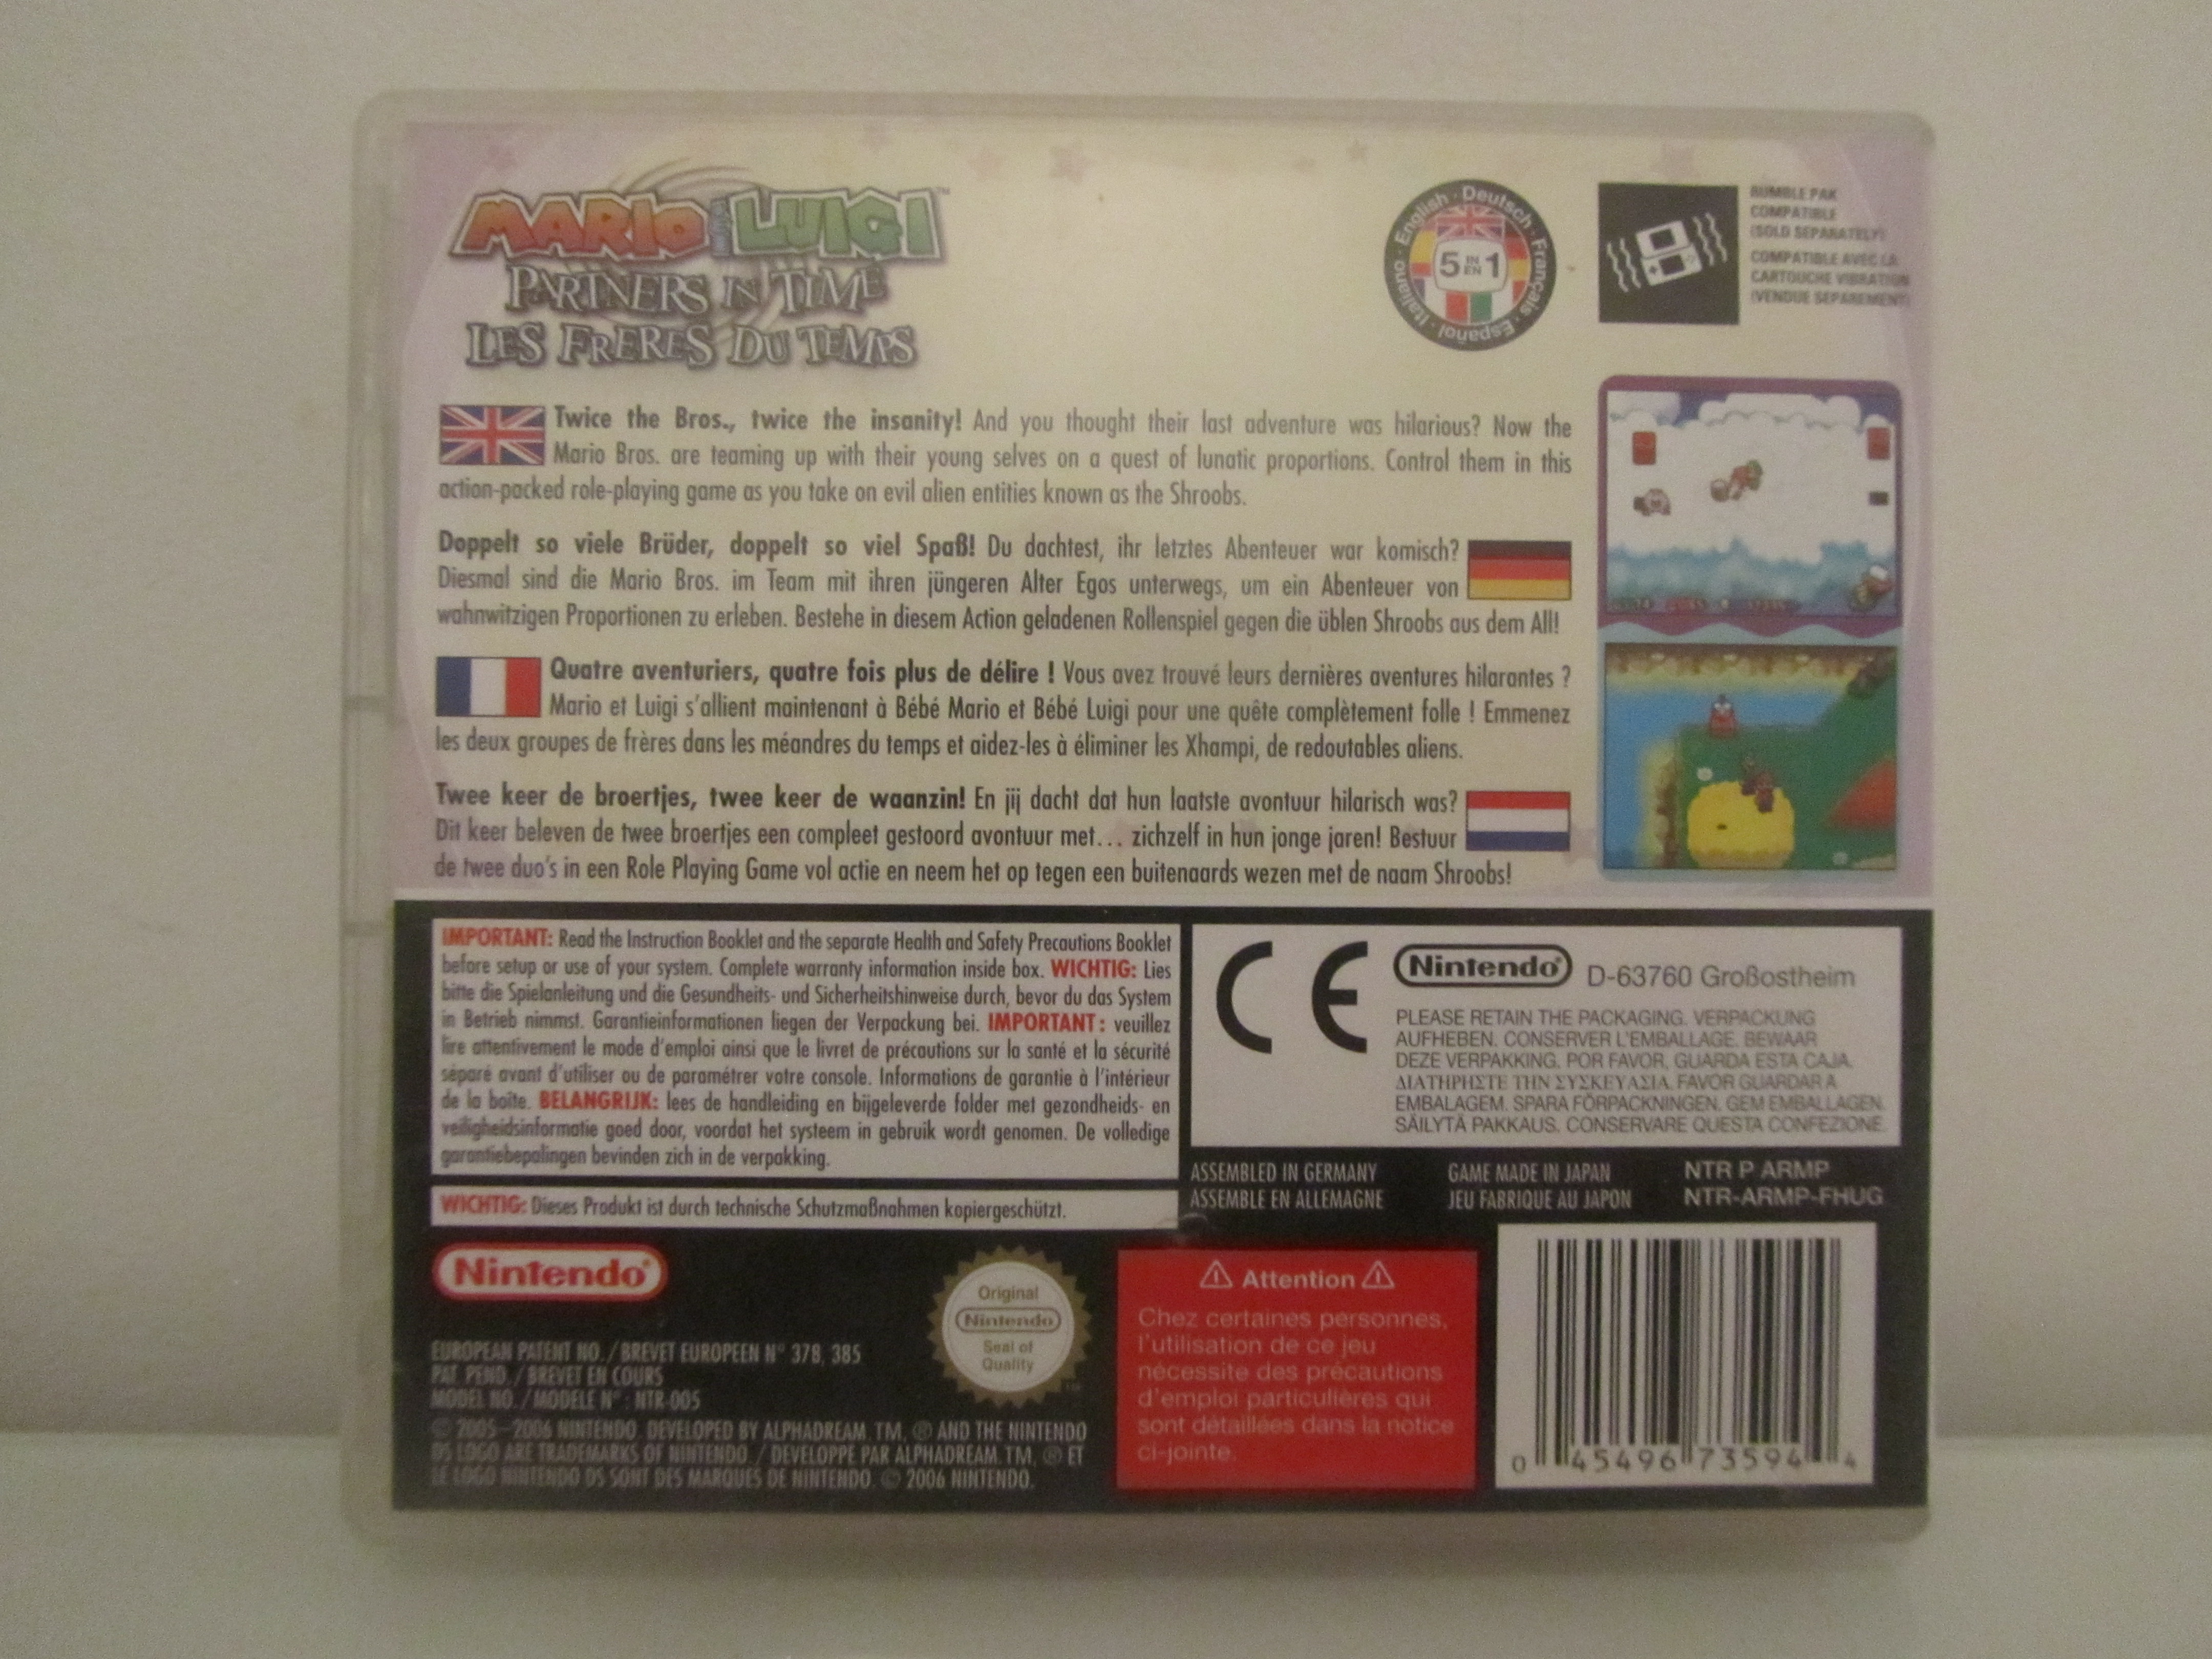 MARIO & LUIGI™
PARTNERS IN TIME
LES FRÈRES DU TEMPS
English · Deutsch · Français · Español · Italiano ·
5 IN EN 1
RUMBLE PAK
COMPATIBLE
(SOLD SEPARATELY)
COMPATIBLE AVEC LA
CARTOUCHE VIBRATION
(VENDUE SEPAREMENT)
Twice the Bros., twice the insanity! And you thought their last adventure was hilarious? Now the
Mario Bros. are teaming up with their young selves on a quest of lunatic proportions. Control them in this
action-packed role-playing game as you take on evil alien entities known as the Shroobs.
Doppelt so viele Brüder, doppelt so viel Spaß! Du dachtest, ihr letztes Abenteuer war komisch?
Diesmal sind die Mario Bros. im Team mit ihren jüngeren Alter Egos unterwegs, um ein Abenteuer von
wahnwitzigen Proportionen zu erleben. Bestehe in diesem Action geladenen Rollenspiel gegen die üblen Shroobs aus dem All!
Quatre aventuriers, quatre fois plus de délire ! Vous avez trouvé leurs dernières aventures hilarantes ?
Mario et Luigi s'allient maintenant à Bébé Mario et Bébé Luigi pour une quête complètement folle ! Emmenez
les deux groupes de frères dans les méandres du temps et aidez-les à éliminer les Xhampi, de redoutables aliens.
Twee keer de broertjes, twee keer de waanzin! En jij dacht dat hun laatste avontuur hilarisch was?
Dit keer beleven de twee broertjes een compleet gestoord avontuur met... zichzelf in hun jonge jaren! Bestuur
de twee duo's in een Role Playing Game vol actie en neem het op tegen een buitenaards wezen met de naam Shroobs!
IMPORTANT: Read the Instruction Booklet and the separate Health and Safety Precautions Booklet
before setup or use of your system. Complete warranty information inside box. WICHTIG: Lies
bitte die Spielanleitung und die Gesundheits- und Sicherheitshinweise durch, bevor du das System
in Betrieb nimmst. Garantieinformationen liegen der Verpackung bei. IMPORTANT : veuillez
lire attentivement le mode d'emploi ainsi que le livret de précautions sur la santé et la sécurité
séparé avant d'utiliser ou de paramétrer votre console. Informations de garantie à l'intérieur
de la boîte. BELANGRIJK: lees de handleiding en bijgeleverde folder met gezondheids- en
veiligheidsinformatie goed door, voordat het systeem in gebruik wordt genomen. De volledige
garantiebepalingen bevinden zich in de verpakking.
WICHTIG: Dieses Produkt ist durch technische Schutzmaßnahmen kopiergeschützt.
CE
Nintendo® D-63760 Großostheim
PLEASE RETAIN THE PACKAGING. VERPACKUNG
AUFHEBEN. CONSERVER L'EMBALLAGE. BEWAAR
DEZE VERPAKKING. POR FAVOR, GUARDA ESTA CAJA.
ΔΙΑΤΗΡΗΣΤΕ ΤΗΝ ΣΥΣΚΕΥΑΣΙΑ. FAVOR GUARDAR A
EMBALAGEM. SPARA FÖRPACKNINGEN. GEM EMBALLAGEN.
SÄILYTÄ PAKKAUS. CONSERVARE QUESTA CONFEZIONE.
ASSEMBLED IN GERMANY
ASSEMBLE EN ALLEMAGNE
GAME MADE IN JAPAN
JEU FABRIQUE AU JAPON
NTR P ARMP
NTR-ARMP-FHUG
Nintendo®
EUROPEAN PATENT NO./BREVET EUROPEEN N° 378, 385
PAT. PEND./BREVET EN COURS
MODEL NO./MODELE N° : NTR-005
© 2005–2006 NINTENDO. DEVELOPED BY ALPHADREAM. TM, ® AND THE NINTENDO
DS LOGO ARE TRADEMARKS OF NINTENDO. / DEVELOPPE PAR ALPHADREAM. TM, ® ET
LE LOGO NINTENDO DS SONT DES MARQUES DE NINTENDO. © 2006 NINTENDO.
Original
Nintendo
Seal of
Quality
TM
⚠ Attention ⚠
Chez certaines personnes,
l'utilisation de ce jeu
nécessite des précautions
d'emploi particulières qui
sont détaillées dans la notice
ci-jointe.
0 45496 73594 4